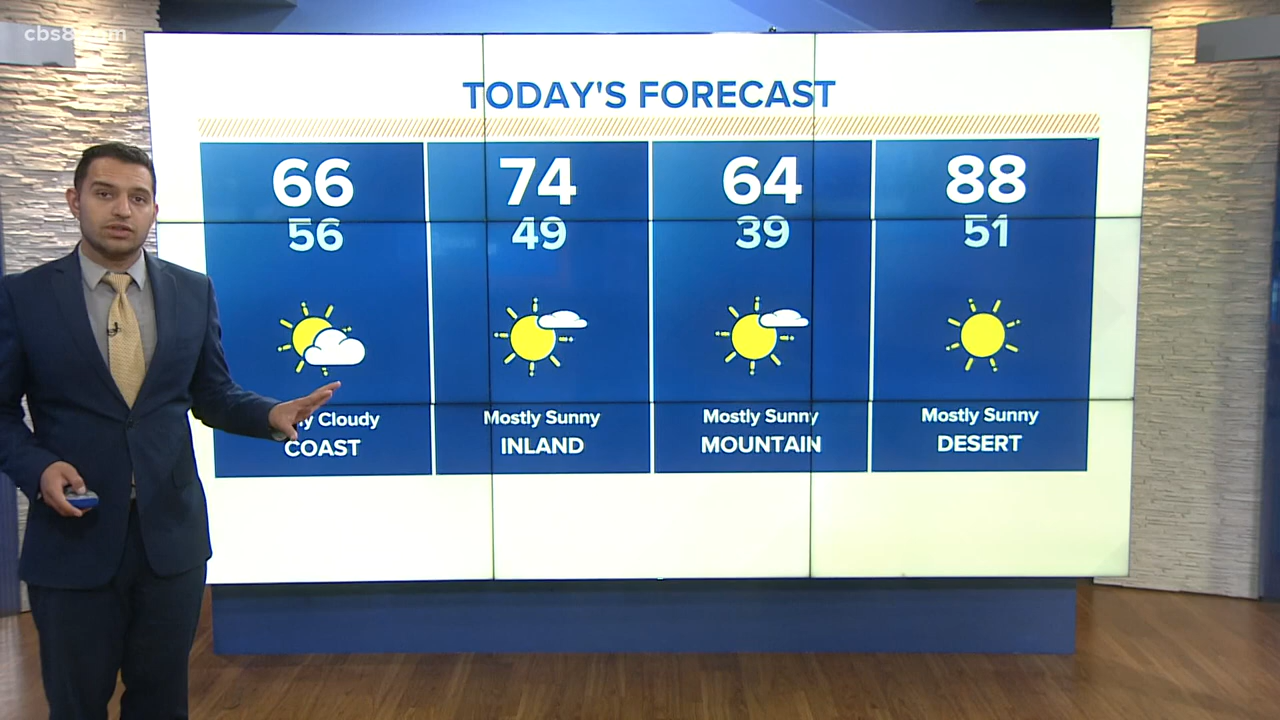 cbs8.com
TODAY'S FORECAST
66
56
Cloudy
COAST
74
49
Mostly Sunny
INLAND
64
39
Mostly Sunny
MOUNTAIN
88
51
Mostly Sunny
DESERT